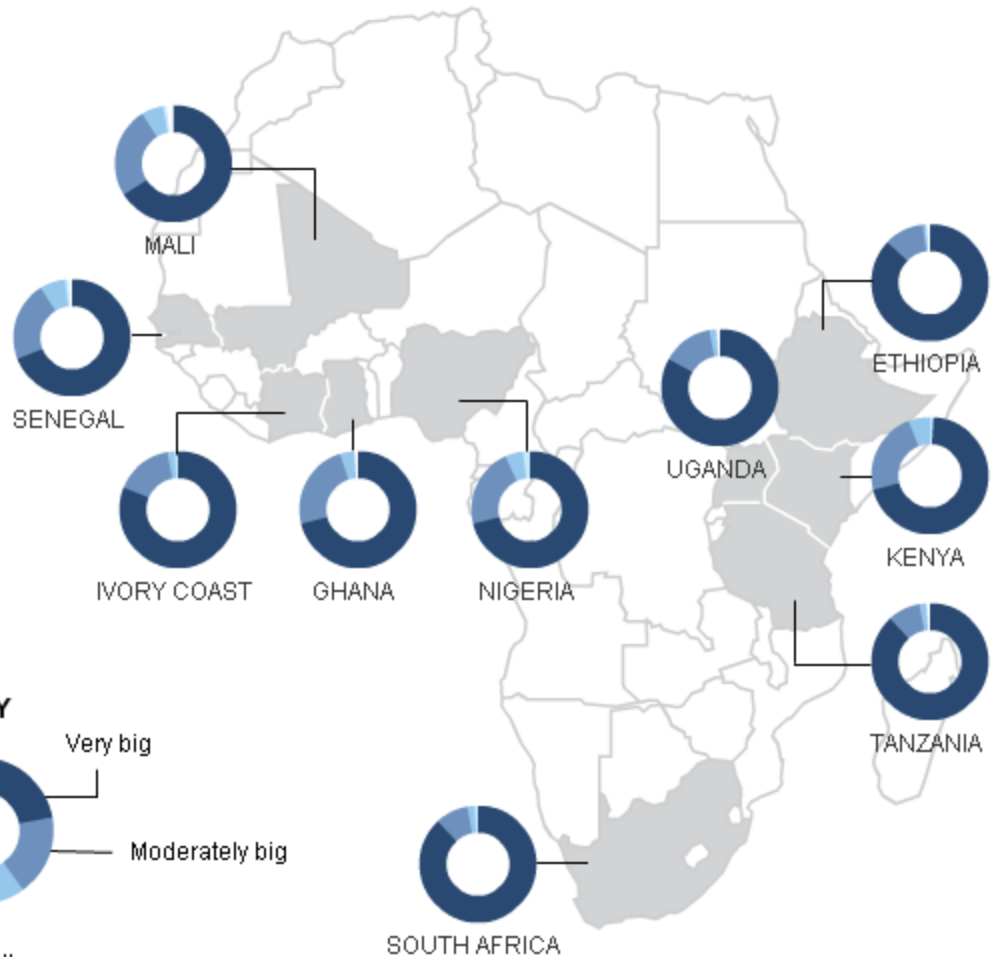 MALI
ETHIOPIA
SENEGAL
UGANDA
KENYA
IVORY COAST
GHANA
NIGERIA
TANZANIA
Very big
Moderately big
SOUTH AFRICA